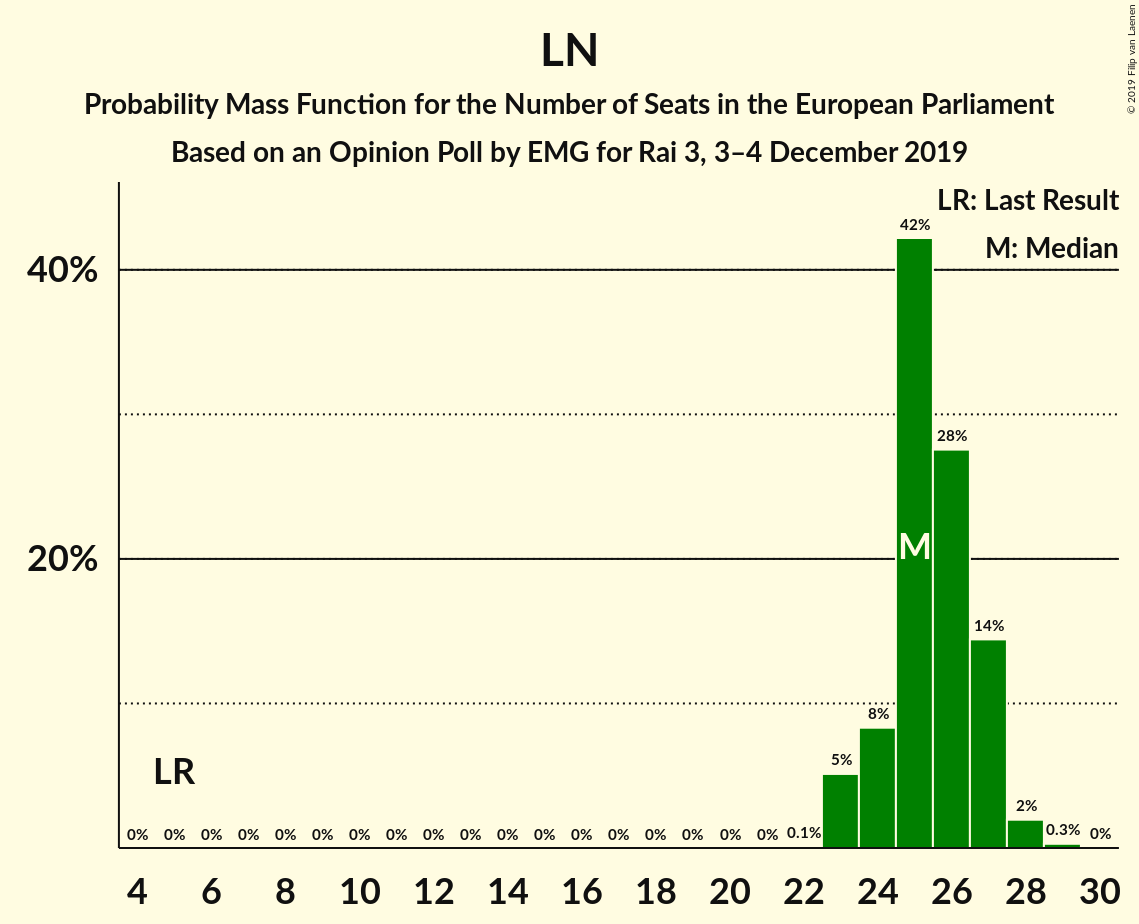 LN
Probability Mass Function for the Number of Seats in the European Parliament
Based on an Opinion Poll by EMG for Rai 3, 3–4 December 2019
© 2019 Filip van Laenen
LR: Last Result
M: Median
42%
40%
28%
M
20%
14%
8%
5%
LR
2%
0% 0% 0% 0% 0% 0% 0% 0% 0% 0% 0% 0% 0% 0% 0% 0% 0% 0% 0.1% 0.3% 0%
4 6 8 10 12 14 16 18 20 22 24 26 28 30